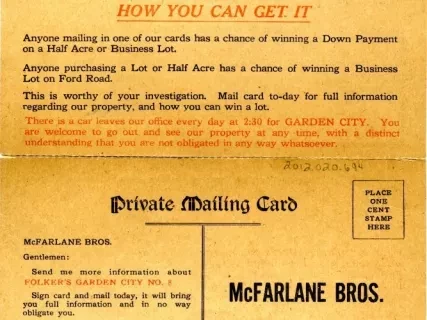 HOW YOU CAN GET IT
Anyone mailing in one of our cards has a chance of winning a Down Payment
on a Half Acre or Business Lot.
Anyone purchasing a Lot or Half Acre has a chance of winning a Business
Lot on Ford Road.
This is worthy of your investigation. Mail card to-day for full information
regarding our property, and how you can win a lot.
There is a car leaves our office every day at 2:30 for GARDEN CITY. You
are welcome to go out and see our property at any time, with a distinct
understanding that you are not obligated in any way whatsoever.
2012.020.694
Private Mailing Card
PLACE
ONE
CENT
STAMP
HERE
McFARLANE BROS.
Gentlemen:
Send me more information about
FOLKER'S GARDEN CITY NO. 8
Sign card and mail today, it will bring
you full information and in no way
obligate you.
McFARLANE BROS.